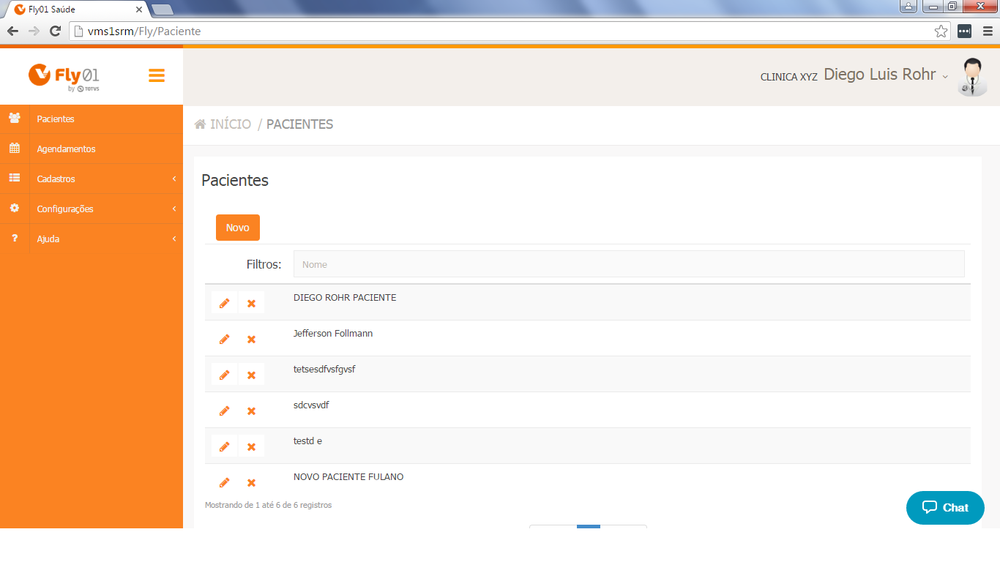 Fly01 Saúde
vms1srm/Fly/Paciente
Fly01
by TOTVS
CLINICA XYZ Diego Luis Rohr
Pacientes
Agendamentos
Cadastros
Configurações
? Ajuda
INÍCIO / PACIENTES
Pacientes
Novo
Filtros: Nome
DIEGO ROHR PACIENTE
Jefferson Follmann
tetsesdfvsfgvsf
sdcvsvdf
testd e
NOVO PACIENTE FULANO
Mostrando de 1 até 6 de 6 registros
Chat